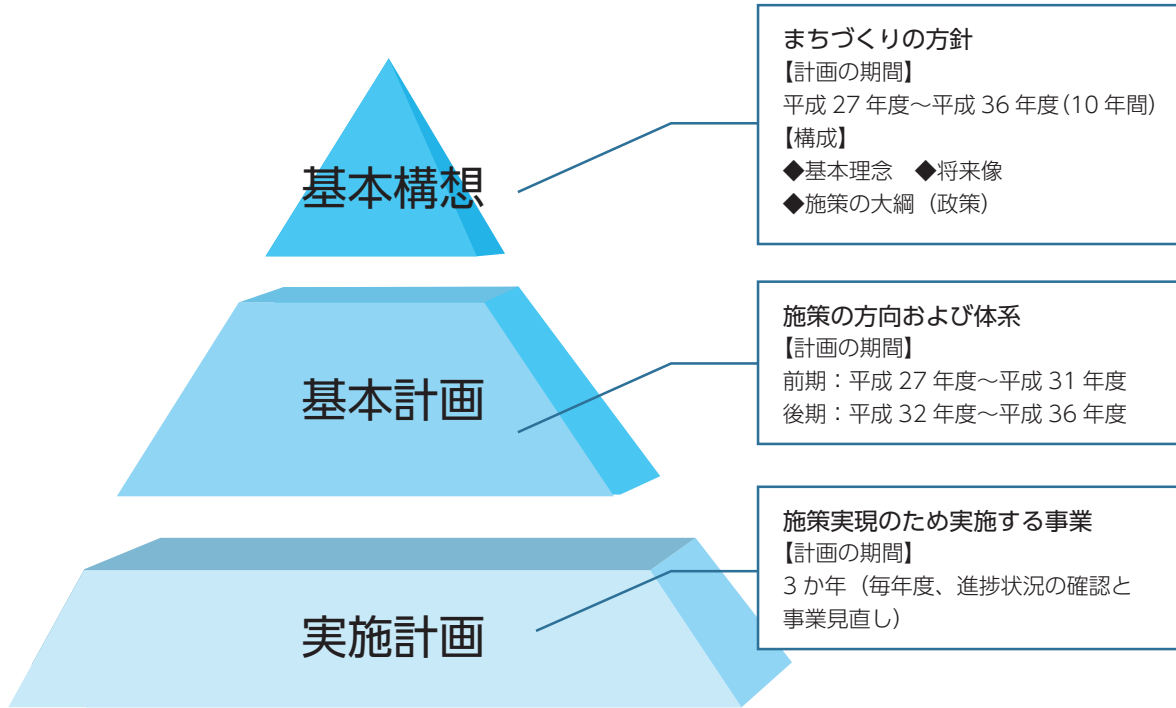 基本構想
まちづくりの方針
【計画の期間】
平成 27 年度～平成 36 年度（10 年間）
【構成】
◆基本理念　◆将来像
◆施策の大綱（政策）
基本計画
施策の方向および体系
【計画の期間】
前期：平成 27 年度～平成 31 年度
後期：平成 32 年度～平成 36 年度
実施計画
施策実現のため実施する事業
【計画の期間】
3 か年（毎年度、進捗状況の確認と
事業見直し）